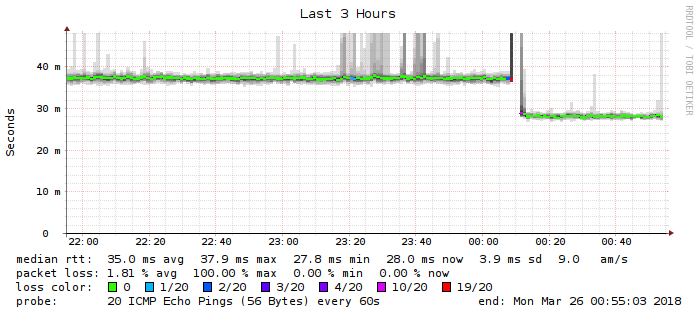 Last 3 Hours
RRDTOOL / TOBI OETIKER
Seconds
40 m
30 m
20 m
10 m
0
22:00 22:20 22:40 23:00 23:20 23:40 00:00 00:20 00:40
median rtt: 35.0 ms avg 37.9 ms max 27.8 ms min 28.0 ms now 3.9 ms sd 9.0 am/s
packet loss: 1.81 % avg 100.00 % max 0.00 % min 0.00 % now
loss color: 0 1/20 2/20 3/20 4/20 10/20 19/20
probe: 20 ICMP Echo Pings (56 Bytes) every 60s end: Mon Mar 26 00:55:03 2018